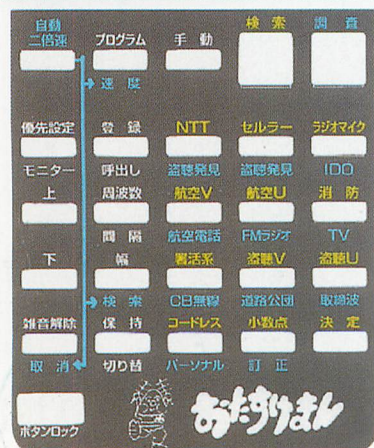 自動 検索 調査
二倍速 プログラム 手動
速度
優先設定 登録 NTT セルラー ラジオマイク
モニター 呼出し 盗聴発見 盗聴発見 IDO
上 周波数 航空V 航空U 消防
間隔 航空電話 FMラジオ TV
下 幅 署活系 盗聴V 盗聴U
検索 CB無線 道路公団 取締波
雑音解除 保持 コードレス 小数点 決定
取消 切り替 パーソナル 訂正
ボタンロック おたすけまん